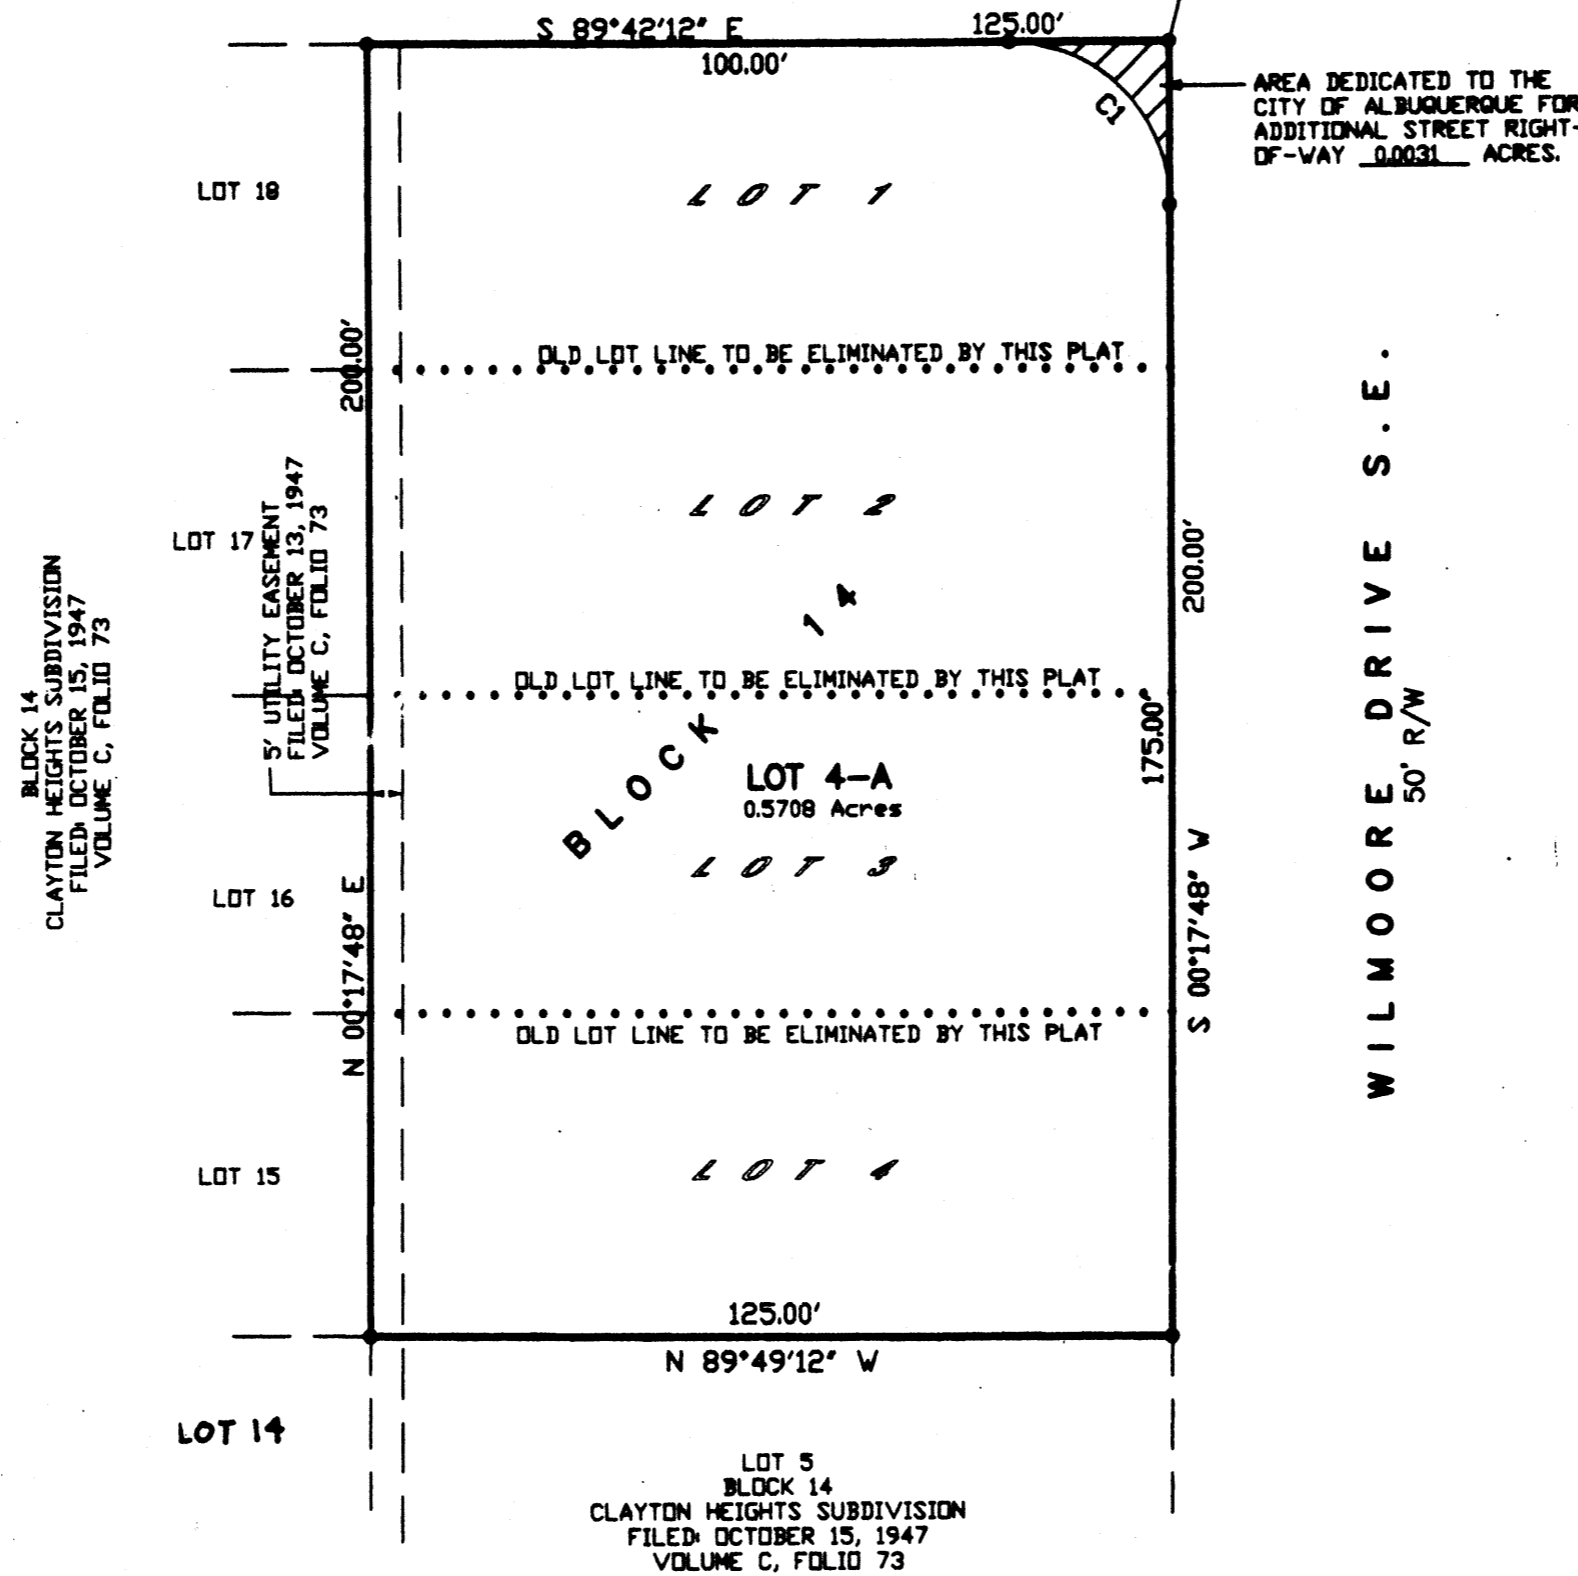 S 89°42'12" E
125.00'
100.00'
AREA DEDICATED TO THE
CITY OF ALBUQUERQUE FOR
ADDITIONAL STREET RIGHT-
OF-WAY 0.0031 ACRES.
C1
LOT 18
LOT 1
200.00'
OLD LOT LINE TO BE ELIMINATED BY THIS PLAT
LOT 17
5' UTILITY EASEMENT
FILED: OCTOBER 13, 1947
VOLUME C, FOLIO 73
LOT 2
BLOCK 14
CLAYTON HEIGHTS SUBDIVISION
FILED: OCTOBER 15, 1947
VOLUME C, FOLIO 73
200.00'
WILMOORE DRIVE S.E.
50' R/W
OLD LOT LINE TO BE ELIMINATED BY THIS PLAT
175.00'
BLOCK 14
LOT 4-A
0.5708 Acres
LOT 3
LOT 16
N 00°17'48" E
S 00°17'48" W
OLD LOT LINE TO BE ELIMINATED BY THIS PLAT
LOT 15
LOT 4
125.00'
N 89°49'12" W
LOT 14
LOT 5
BLOCK 14
CLAYTON HEIGHTS SUBDIVISION
FILED: OCTOBER 15, 1947
VOLUME C, FOLIO 73